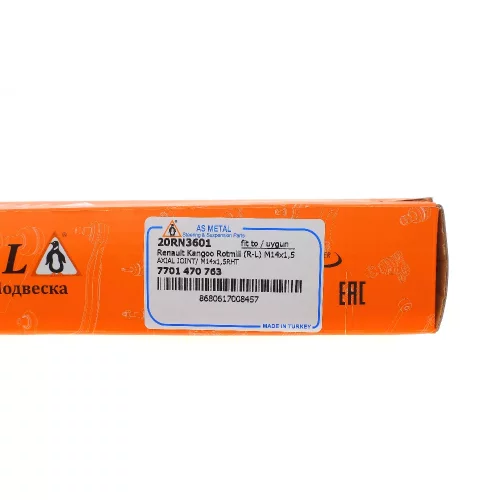 AS METAL
Steering & Suspension Parts
20RN3601 fit to / uygun
Renault Kangoo Rotmili (R-L) M14x1,5
AXIAL JOINT/ M14x1,5RHT
7701 470 763
8680617008457
MADE IN TURKEY
L
Подвеска
ER
EAC